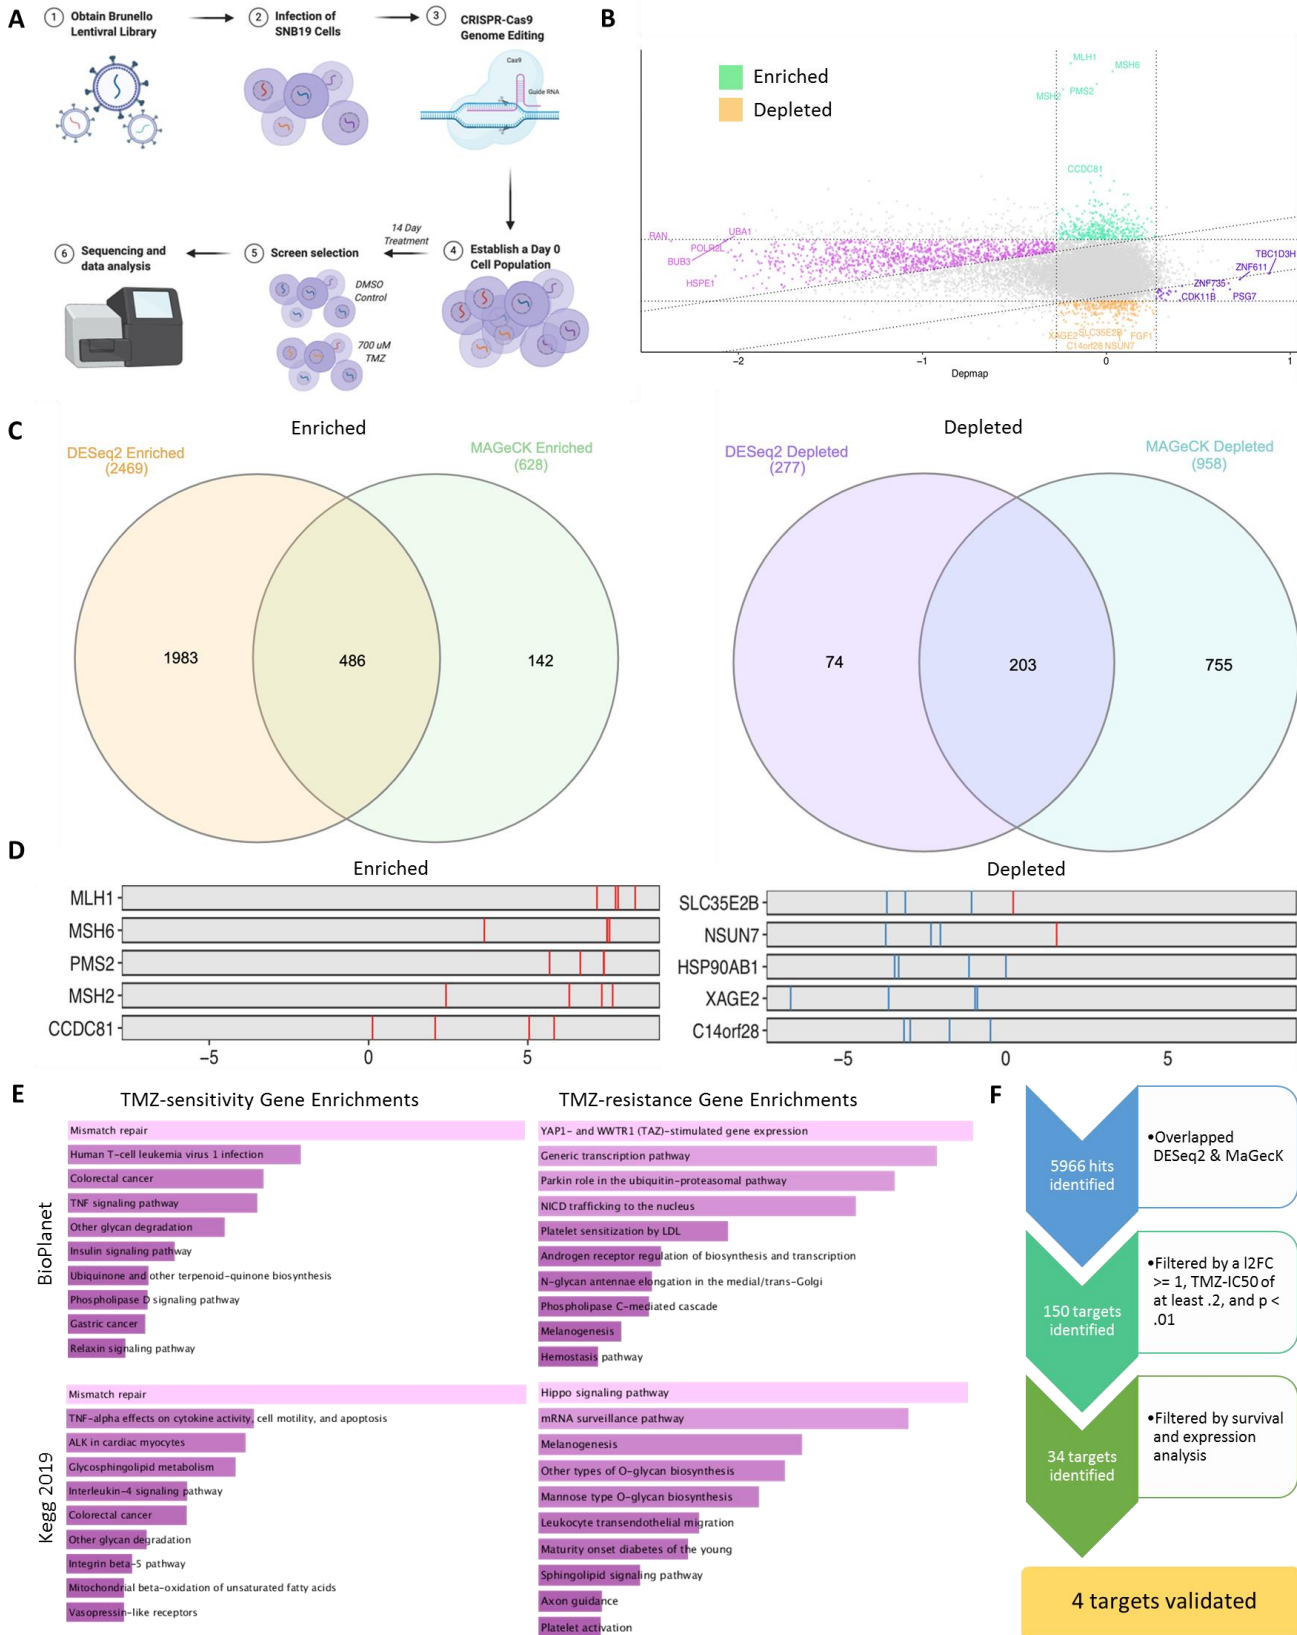 A
1 Obtain Brunello
Lentivral Library
2 Infection of
SNB19 Cells
3 CRISPR-Cas9
Genome Editing
Cas9
Guide RNA
6 Sequencing and
data analysis
5 Screen selection
14 Day
Treatment
4 Establish a Day 0
Cell Population
DMSO
Control
700 uM
TMZ
B
Enriched
Depleted
MLH1
MSH6
MSH2
PMS2
CCDC81
RAN
UBA1
POLR2L
BUB3
HSPE1
TBC1D3H
ZNF611
ZNF735
CDK11B
PSG7
XAGE2
SLC35E2B
FGF1
C14orf28
NSUN7
−2
−1
0
1
Depmap
C
Enriched
DESeq2 Enriched
(2469)
MAGeCK Enriched
(628)
1983
486
142
Depleted
DESeq2 Depleted
(277)
MAGeCK Depleted
(958)
74
203
755
D
Enriched
MLH1
MSH6
PMS2
MSH2
CCDC81
−5
0
5
Depleted
SLC35E2B
NSUN7
HSP90AB1
XAGE2
C14orf28
−5
0
5
E
TMZ-sensitivity Gene Enrichments
TMZ-resistance Gene Enrichments
BioPlanet
Mismatch repair
Human T-cell leukemia virus 1 infection
Colorectal cancer
TNF signaling pathway
Other glycan degradation
Insulin signaling pathway
Ubiquinone and other terpenoid-quinone biosynthesis
Phospholipase D signaling pathway
Gastric cancer
Relaxin signaling pathway
YAP1- and WWTR1 (TAZ)-stimulated gene expression
Generic transcription pathway
Parkin role in the ubiquitin-proteasomal pathway
NICD trafficking to the nucleus
Platelet sensitization by LDL
Androgen receptor regulation of biosynthesis and transcription
N-glycan antennae elongation in the medial/trans-Golgi
Phospholipase C-mediated cascade
Melanogenesis
Hemostasis pathway
Kegg 2019
Mismatch repair
TNF-alpha effects on cytokine activity, cell motility, and apoptosis
ALK in cardiac myocytes
Glycosphingolipid metabolism
Interleukin-4 signaling pathway
Colorectal cancer
Other glycan degradation
Integrin beta-5 pathway
Mitochondrial beta-oxidation of unsaturated fatty acids
Vasopressin-like receptors
Hippo signaling pathway
mRNA surveillance pathway
Melanogenesis
Other types of O-glycan biosynthesis
Mannose type O-glycan biosynthesis
Leukocyte transendothelial migration
Maturity onset diabetes of the young
Sphingolipid signaling pathway
Axon guidance
Platelet activation
F
5966 hits
identified
•Overlapped
DESeq2 & MaGecK
150 targets
identified
•Filtered by a l2FC
>= 1, TMZ-IC50 of
at least .2, and p <
.01
34 targets
identified
•Filtered by survival
and expression
analysis
4 targets validated